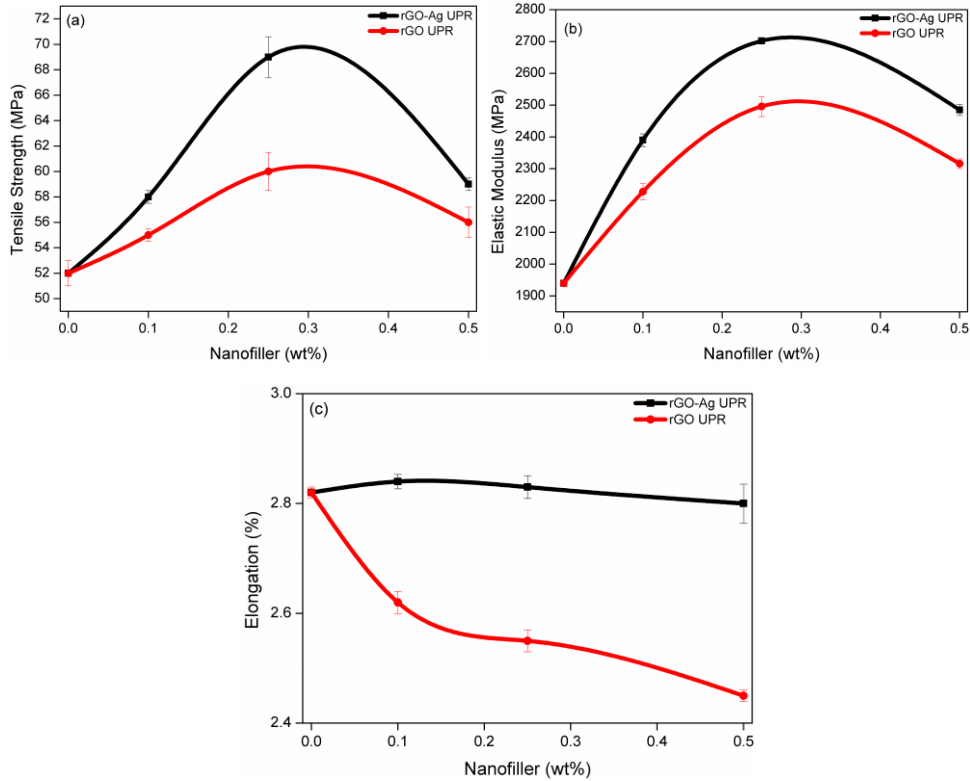 (a)
rGO-Ag UPR
rGO UPR
72
70
68
66
64
62
60
58
56
54
52
50
Tensile Strength (MPa)
0.0 0.1 0.2 0.3 0.4 0.5
Nanofiller (wt%)
(b)
rGO-Ag UPR
rGO UPR
2800
2700
2600
2500
2400
2300
2200
2100
2000
1900
Elastic Modulus (MPa)
0.0 0.1 0.2 0.3 0.4 0.5
Nanofiller (wt%)
(c)
rGO-Ag UPR
rGO UPR
3.0
2.8
2.6
2.4
Elongation (%)
0.0 0.1 0.2 0.3 0.4 0.5
Nanofiller (wt%)